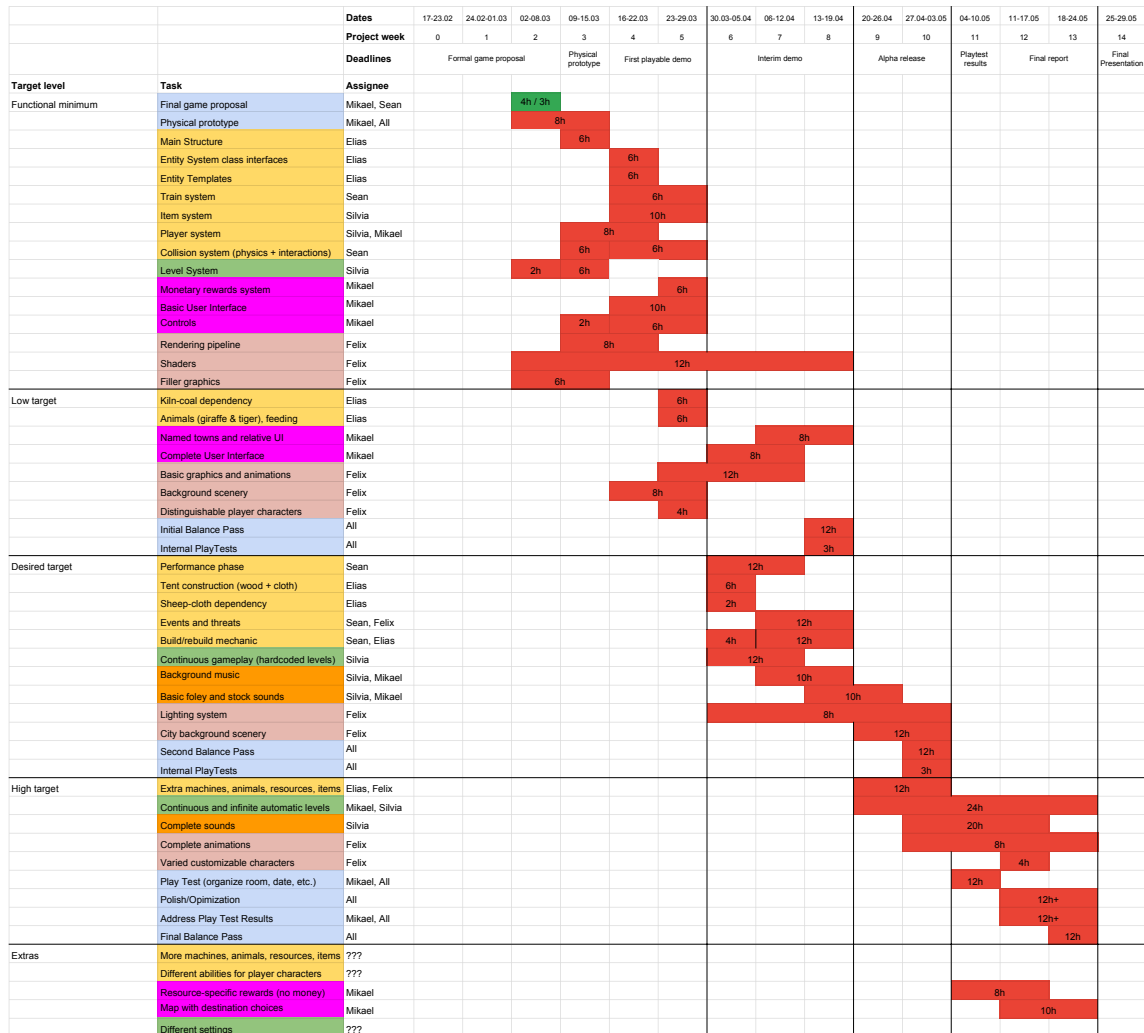 Dates 17-23.02 24.02-01.03 02-08.03 09-15.03 16-22.03 23-29.03 30.03-05.04 06-12.04 13-19.04 20-26.04 27.04-03.05 04-10.05 11-17.05 18-24.05 25-29.05
Project week 0 1 2 3 4 5 6 7 8 9 10 11 12 13 14
Deadlines Formal game proposal Physical prototype First playable demo Interim demo Alpha release Playtest results Final report Final Presentation
Target level Task Assignee
Functional minimum Final game proposal Mikael, Sean 4h / 3h
Physical prototype Mikael, All 8h
Main Structure Elias 6h
Entity System class interfaces Elias 6h
Entity Templates Elias 6h
Train system Sean 6h
Item system Silvia 10h
Player system Silvia, Mikael 8h
Collision system (physics + interactions) Sean 6h 6h
Level System Silvia 2h 6h
Monetary rewards system Mikael 6h
Basic User Interface Mikael 10h
Controls Mikael 2h 6h
Rendering pipeline Felix 8h
Shaders Felix 12h
Filler graphics Felix 6h
Low target Kiln-coal dependency Elias 6h
Animals (giraffe & tiger), feeding Elias 6h
Named towns and relative UI Mikael 8h
Complete User Interface Mikael 8h
Basic graphics and animations Felix 12h
Background scenery Felix 8h
Distinguishable player characters Felix 4h
Initial Balance Pass All 12h
Internal PlayTests All 3h
Desired target Performance phase Sean 12h
Tent construction (wood + cloth) Elias 6h
Sheep-cloth dependency Elias 2h
Events and threats Sean, Felix 12h
Build/rebuild mechanic Sean, Elias 4h 12h
Continuous gameplay (hardcoded levels) Silvia 12h
Background music Silvia, Mikael 10h
Basic foley and stock sounds Silvia, Mikael 10h
Lighting system Felix 8h
City background scenery Felix 12h
Second Balance Pass All 12h
Internal PlayTests All 3h
High target Extra machines, animals, resources, items Elias, Felix 12h
Continuous and infinite automatic levels Mikael, Silvia 24h
Complete sounds Silvia 20h
Complete animations Felix 8h
Varied customizable characters Felix 4h
Play Test (organize room, date, etc.) Mikael, All 12h
Polish/Opimization All 12h+
Address Play Test Results Mikael, All 12h+
Final Balance Pass All 12h
Extras More machines, animals, resources, items ???
Different abilities for player characters ???
Resource-specific rewards (no money) Mikael 8h
Map with destination choices Mikael 10h
Different settings ???